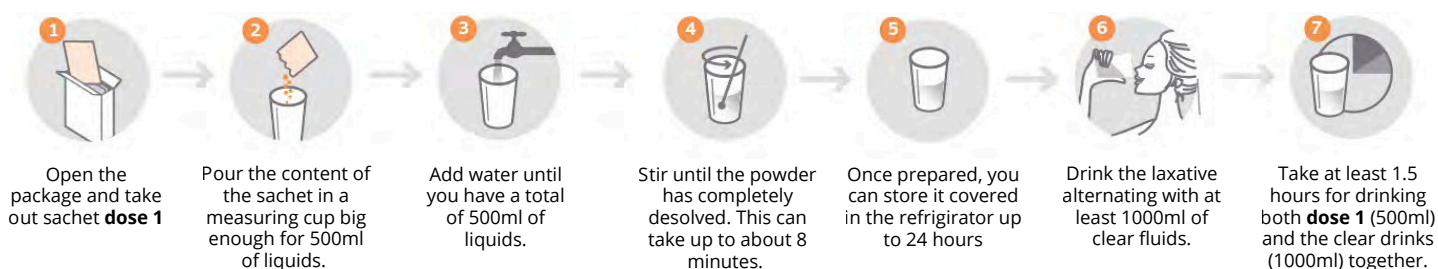 1
Open the
package and take
out sachet dose 1
2
Pour the content of
the sachet in a
measuring cup big
enough for 500ml
of liquids.
3
Add water until
you have a total
of 500ml of
liquids.
4
Stir until the powder
has completely
desolved. This can
take up to about 8
minutes.
5
Once prepared, you
can store it covered
in the refrigirator up
to 24 hours
6
Drink the laxative
alternating with at
least 1000ml of
clear fluids.
7
Take at least 1.5
hours for drinking
both dose 1 (500ml)
and the clear drinks
(1000ml) together.